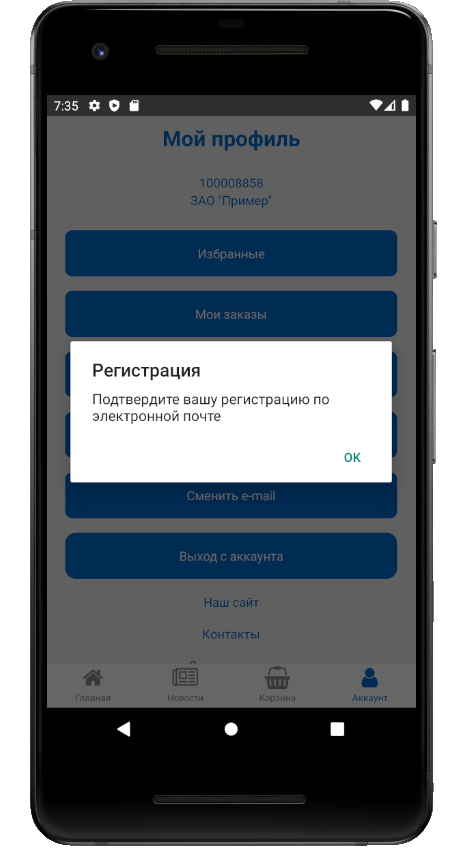 7:35
Мой профиль
100008858
ЗАО "Пример"
Избранные
Мои заказы
Регистрация
Подтвердите вашу регистрацию по
электронной почте
ОК
Сменить e-mail
Выход с аккаунта
Наш сайт
Контакты
Главная
Новости
Корзина
Аккаунт